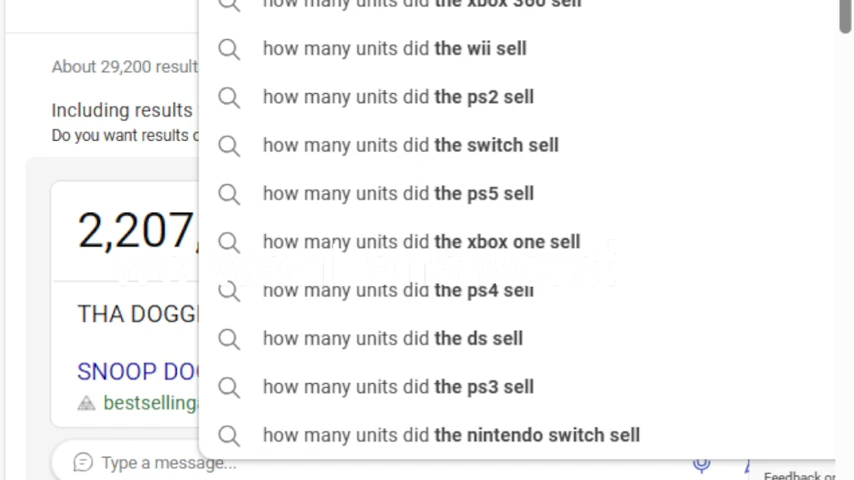 how many units did the xbox 360 sell
how many units did the wii sell
About 29,200 result
how many units did the ps2 sell
Including results
Do you want results
how many units did the switch sell
how many units did the ps5 sell
2,207,
how many units did the xbox one sell
how many units did the ps4 sell
THA DOGG
how many units did the ds sell
SNOOP DO
how many units did the ps3 sell
bestselling
how many units did the nintendo switch sell
Type a message...
Feedback on